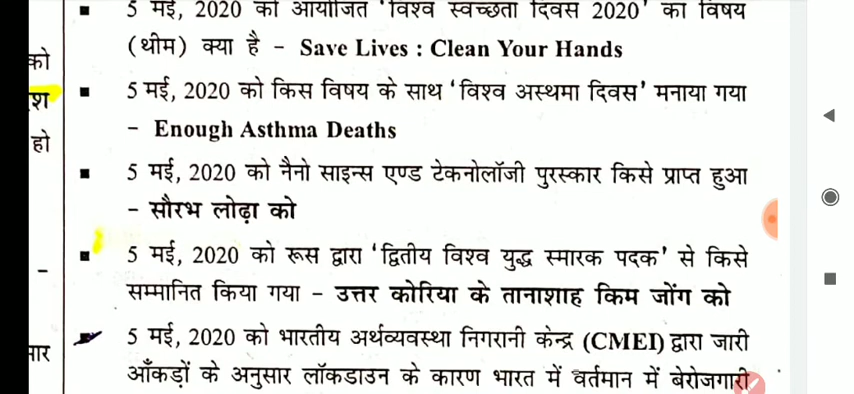 5 मई, 2020 को आयोजित 'विश्व स्वच्छता दिवस 2020' का विषय
(थीम) क्या है – Save Lives : Clean Your Hands
को
5 मई, 2020 को किस विषय के साथ 'विश्व अस्थमा दिवस' मनाया गया
– Enough Asthma Deaths
हो
5 मई, 2020 को नैनो साइन्स एण्ड टेकनोलॉजी पुरस्कार किसे प्राप्त हुआ
– सौरभ लोढ़ा को
5 मई, 2020 को रूस द्वारा 'द्वितीय विश्व युद्ध स्मारक पदक' से किसे
सम्मानित किया गया – उत्तर कोरिया के तानाशाह किम जोंग को
5 मई, 2020 को भारतीय अर्थव्यवस्था निगरानी केन्द्र (CMEI) द्वारा जारी
आँकड़ों के अनुसार लॉकडाउन के कारण भारत में वर्तमान में बेरोजगारी